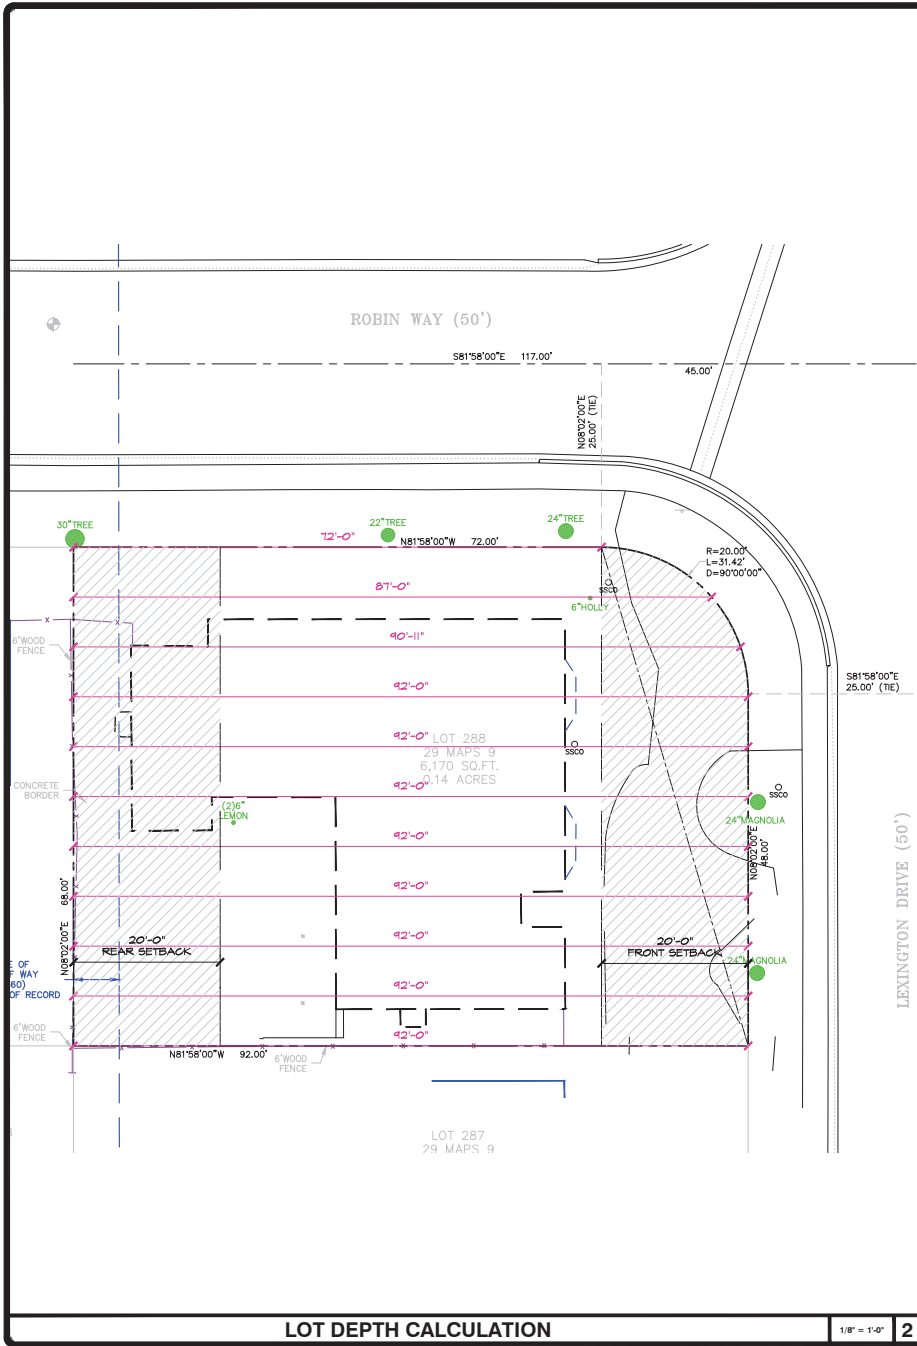 ROBIN WAY (50')
S81°58'00"E 117.00'
45.00'
N08°02'00"E
25.00' (TIE)
30"TREE
22"TREE
24"TREE
72'-0"
N81°58'00"W 72.00'
R=20.00'
L=31.42'
D=90°00'00"
87'-0"
SSCO
6"HOLLY
90'-11"
6'WOOD
FENCE
S81°58'00"E
25.00' (TIE)
92'-0"
92'-0"
LOT 288
29 MAPS 9
6,170 SQ.FT.
0.14 ACRES
SSCO
92'-0"
CONCRETE
BORDER
(2)6"
LEMON
SSCO
24"MAGNOLIA
92'-0"
N08°02'00"E
48.00'
LEXINGTON DRIVE (50')
92'-0"
68.00'
N08°02'00"E
92'-0"
20'-0"
REAR SETBACK
20'-0"
FRONT SETBACK
24"MAGNOLIA
E OF
F WAY
60)
OF RECORD
92'-0"
6'WOOD
FENCE
92'-0"
N81°58'00"W 92.00'
6'WOOD
FENCE
LOT 287
29 MAPS 9
LOT DEPTH CALCULATION
1/8" = 1'-0"
2